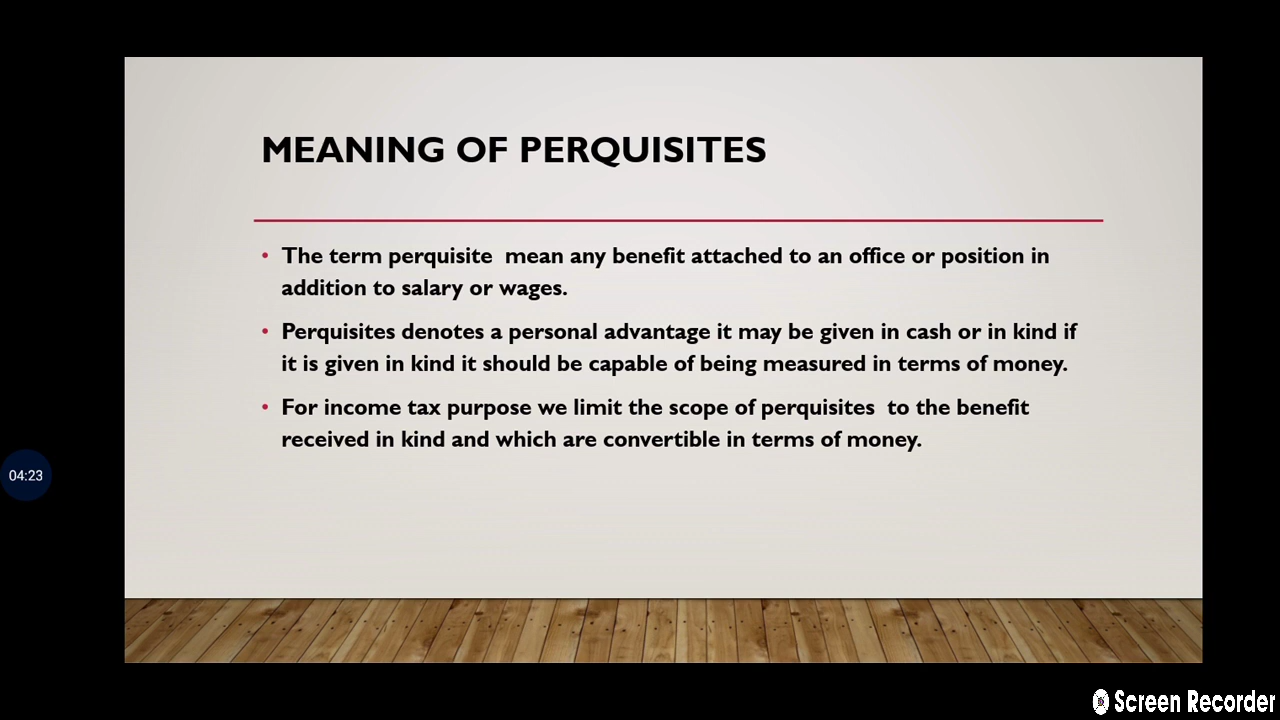 MEANING OF PERQUISITES
• The term perquisite  mean any benefit attached to an office or position in
addition to salary or wages.
• Perquisites denotes a personal advantage it may be given in cash or in kind if
it is given in kind it should be capable of being measured in terms of money.
• For income tax purpose we limit the scope of perquisites  to the benefit
received in kind and which are convertible in terms of money.
04:23
Screen Recorder